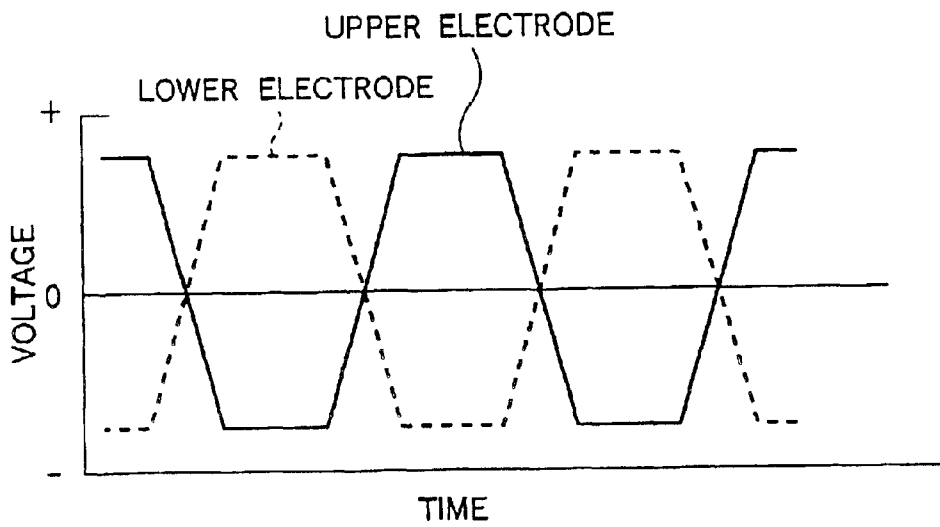 UPPER ELECTRODE
LOWER ELECTRODE
+
VOLTAGE
0
-
TIME